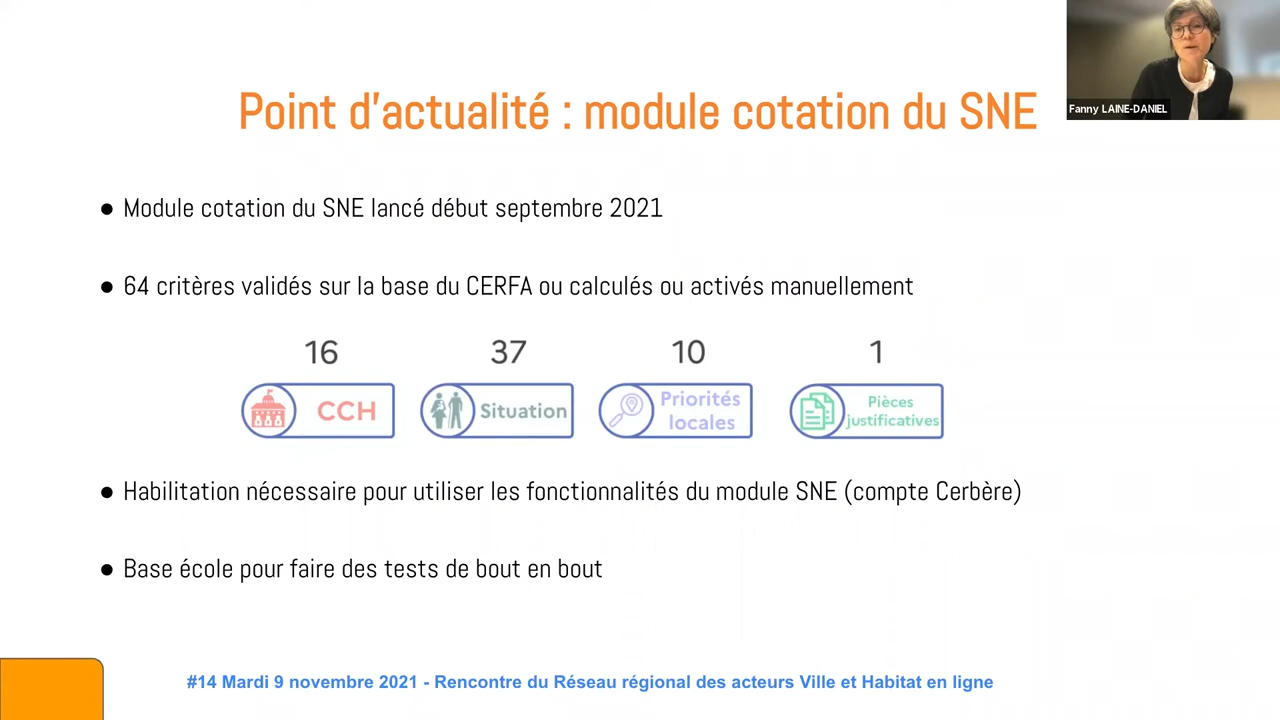 Fanny LAINE-DANIEL
Point d'actualité : module cotation du SNE
● Module cotation du SNE lancé début septembre 2021
● 64 critères validés sur la base du CERFA ou calculés ou activés manuellement
16 37 10 1
CCH
Situation
Priorités
locales
Pièces
justificatives
● Habilitation nécessaire pour utiliser les fonctionnalités du module SNE (compte Cerbère)
● Base école pour faire des tests de bout en bout
#14 Mardi 9 novembre 2021 - Rencontre du Réseau régional des acteurs Ville et Habitat en ligne